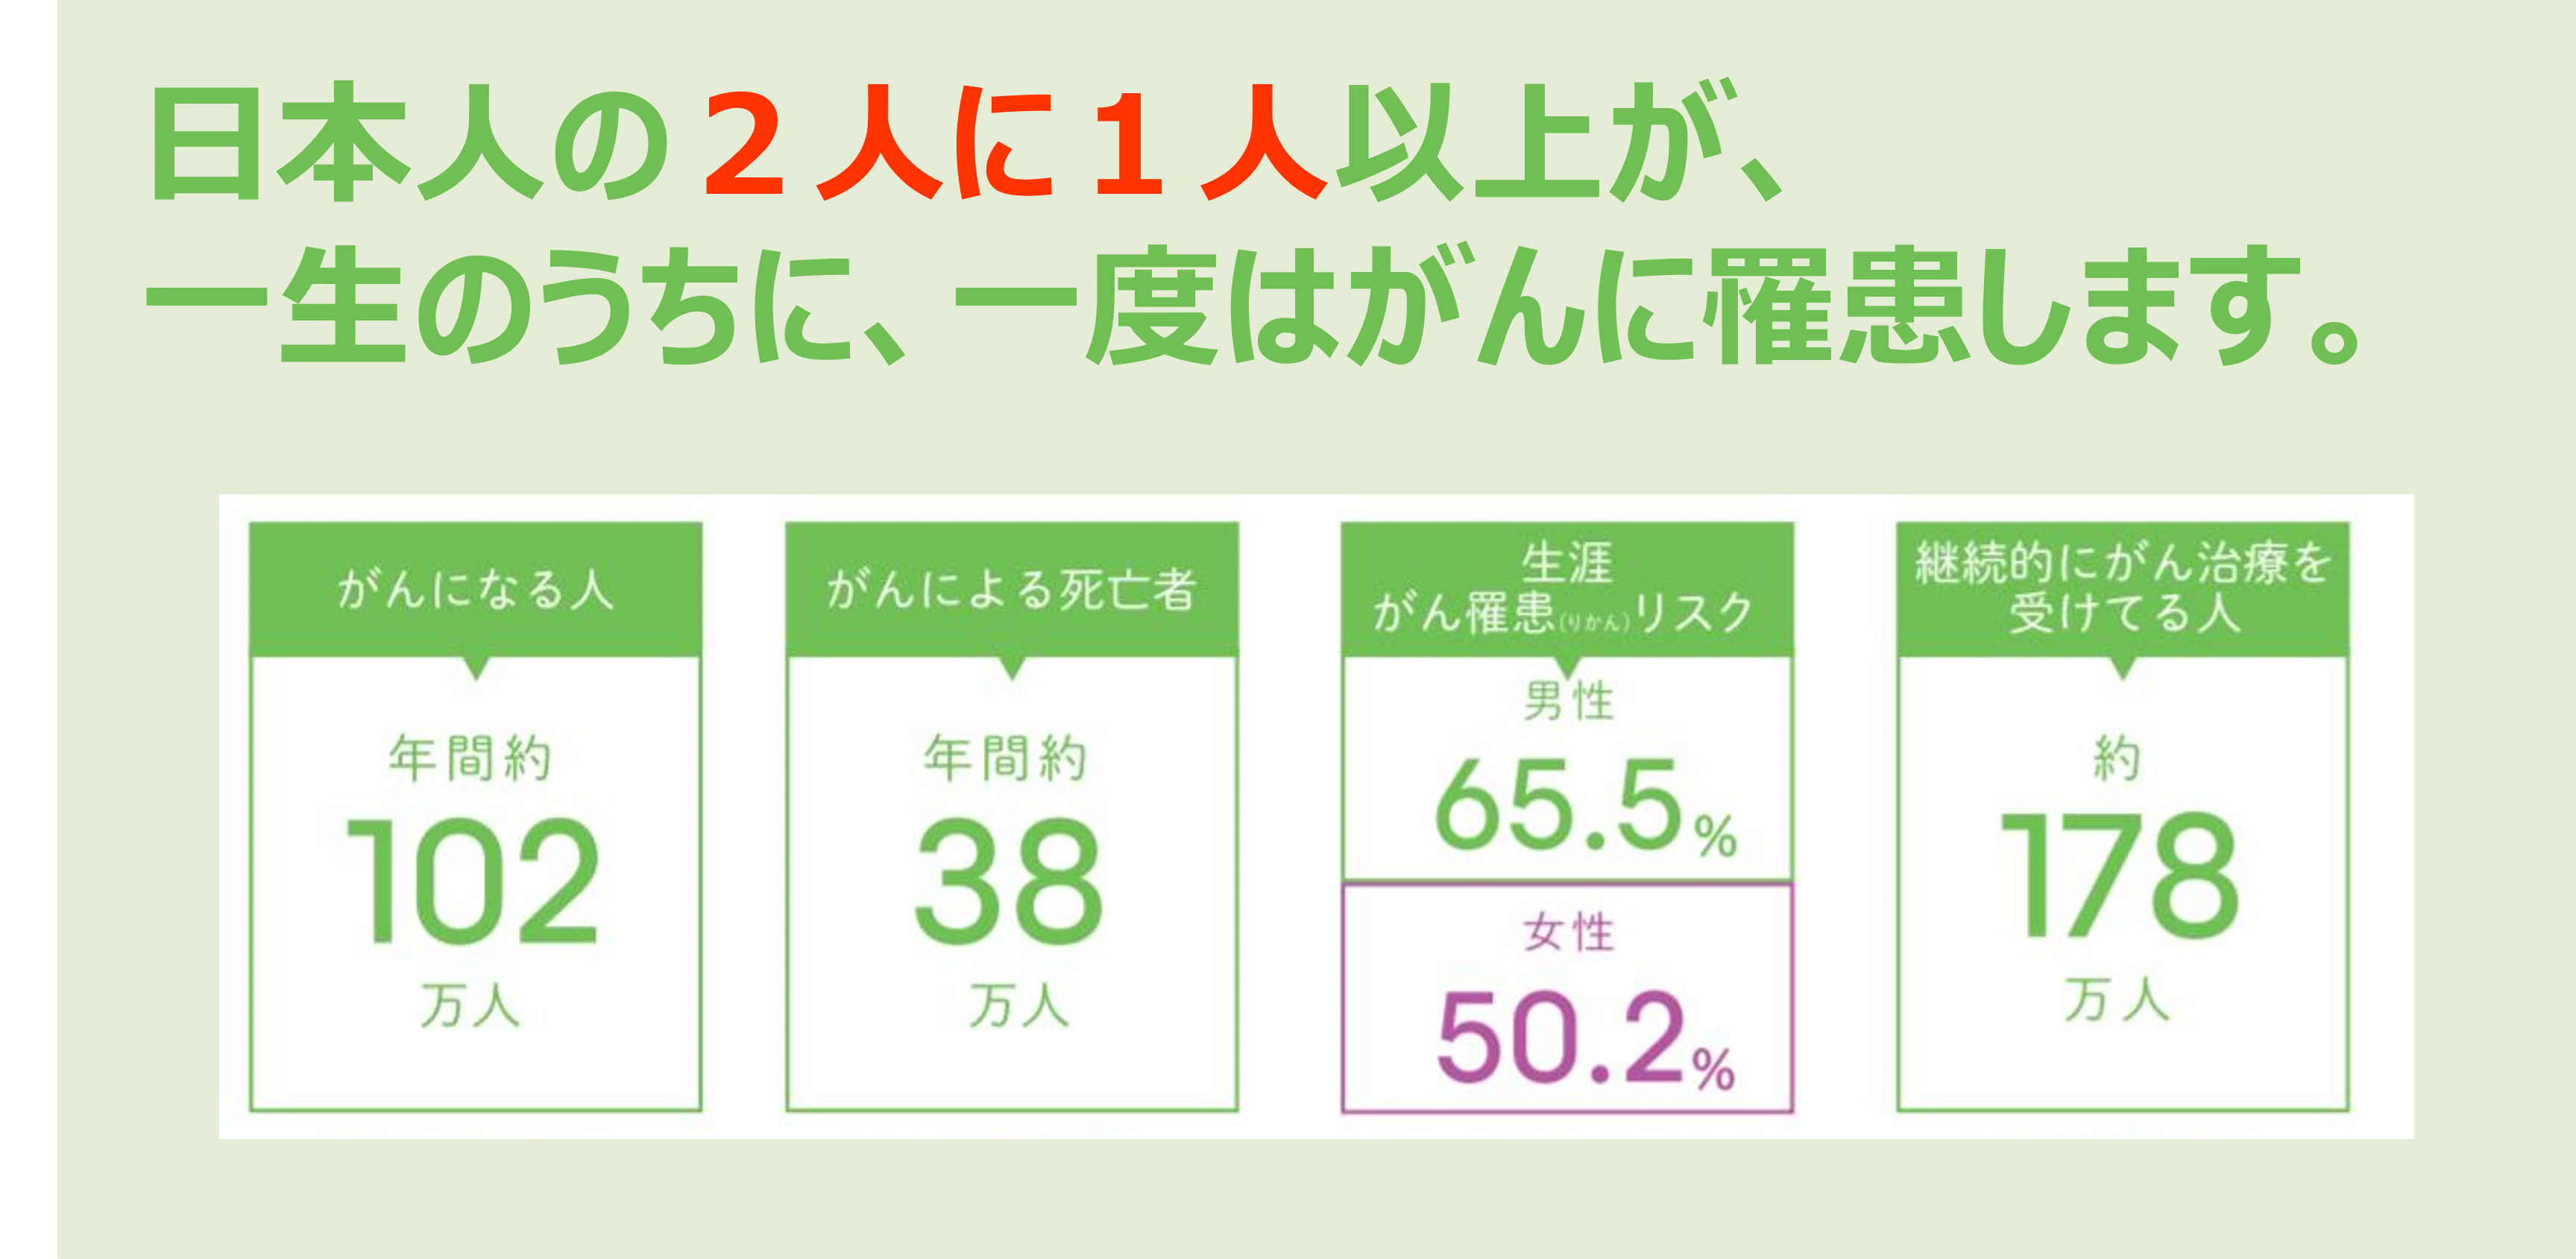 日本人の２人に１人以上が、
一生のうちに、一度はがんに罹患します。
がんになる人
年間約
102
万人
がんによる死亡者
年間約
38
万人
生涯
がん罹患(りかん)リスク
男性
65.5%
女性
50.2%
継続的にがん治療を
受けてる人
約
178
万人